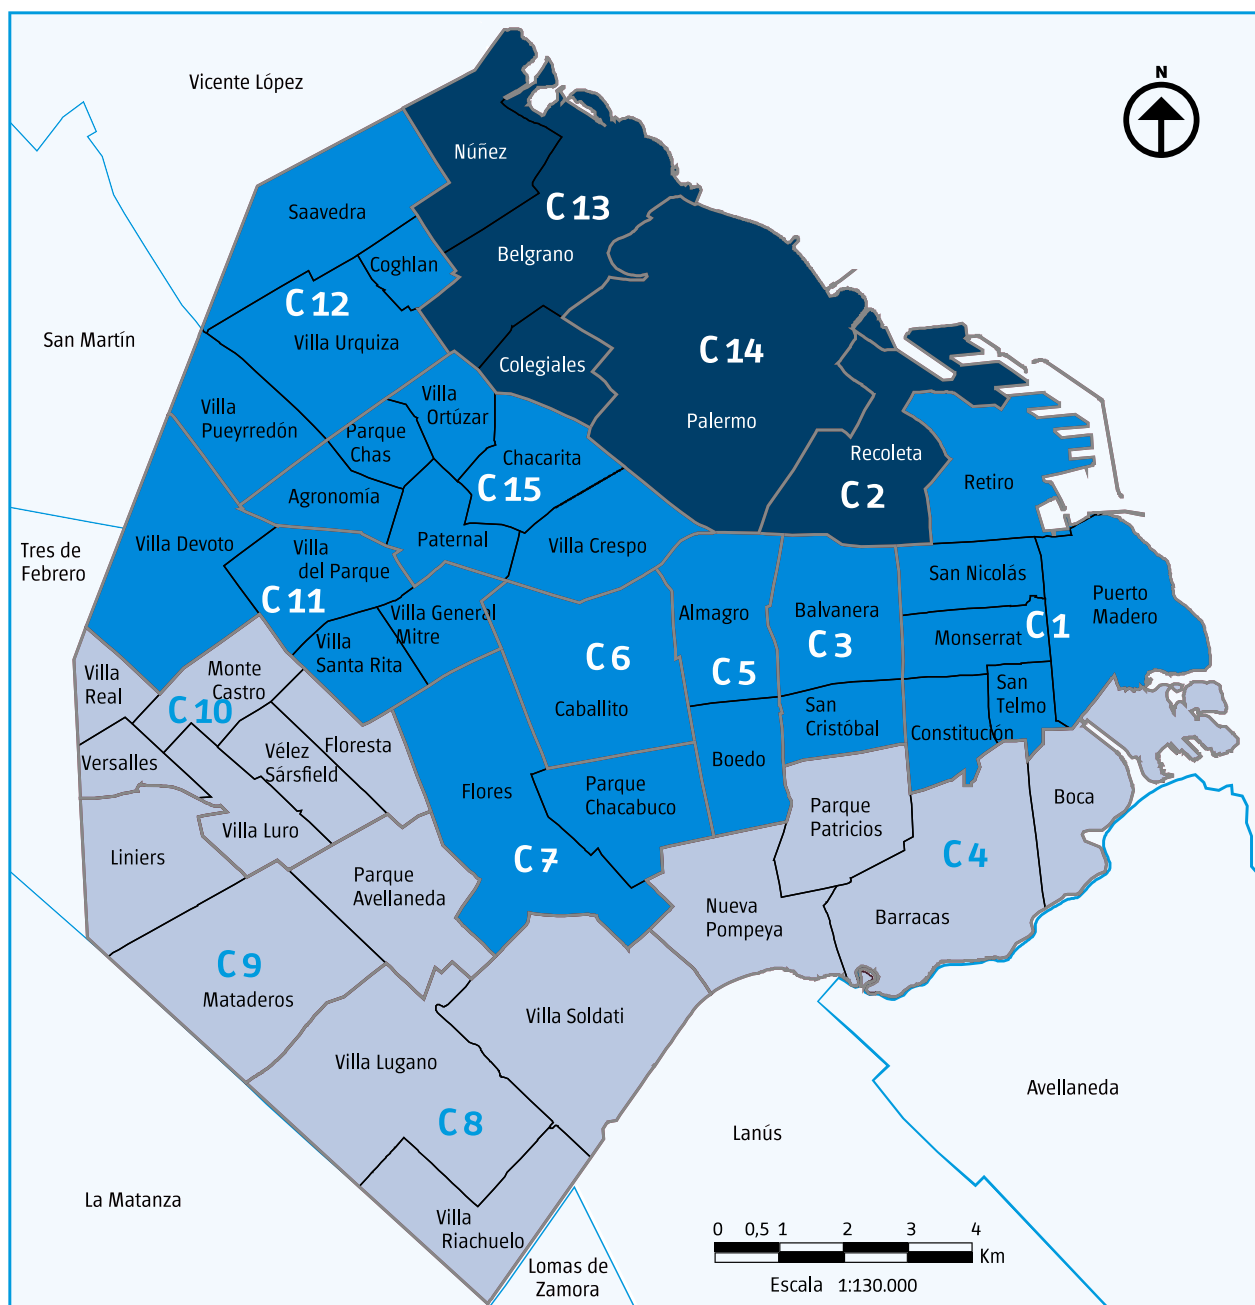 N
Vicente López
Núñez
C 13
Saavedra
Belgrano
Coghlan
C 12
San Martín
Villa Urquiza
C 14
Colegiales
Villa
Ortúzar
Villa
Pueyrredón
Palermo
Parque
Chas
Recoleta
Chacarita
C 15
C 2
Retiro
Agronomía
Paternal
Villa Crespo
Villa Devoto
Tres de
Febrero
Villa
del Parque
C 11
San Nicolás
Puerto
Madero
Villa General
Mitre
Almagro
Balvanera
Monserrat
C 1
C 3
C 6
C 5
Villa
Santa Rita
Villa
Real
Monte
Castro
C 10
San
Telmo
Caballito
San
Cristóbal
Constitución
Versalles
Vélez
Sársfield
Floresta
Boedo
Flores
Parque
Chacabuco
Parque
Patricios
Boca
Villa Luro
Liniers
C 7
C 4
Parque
Avellaneda
Nueva
Pompeya
Barracas
C 9
Mataderos
Villa Soldati
Villa Lugano
C 8
Avellaneda
Lanús
La Matanza
Villa
Riachuelo
Lomas de
Zamora
0 0,5 1 2 3 4
Km
Escala 1:130.000